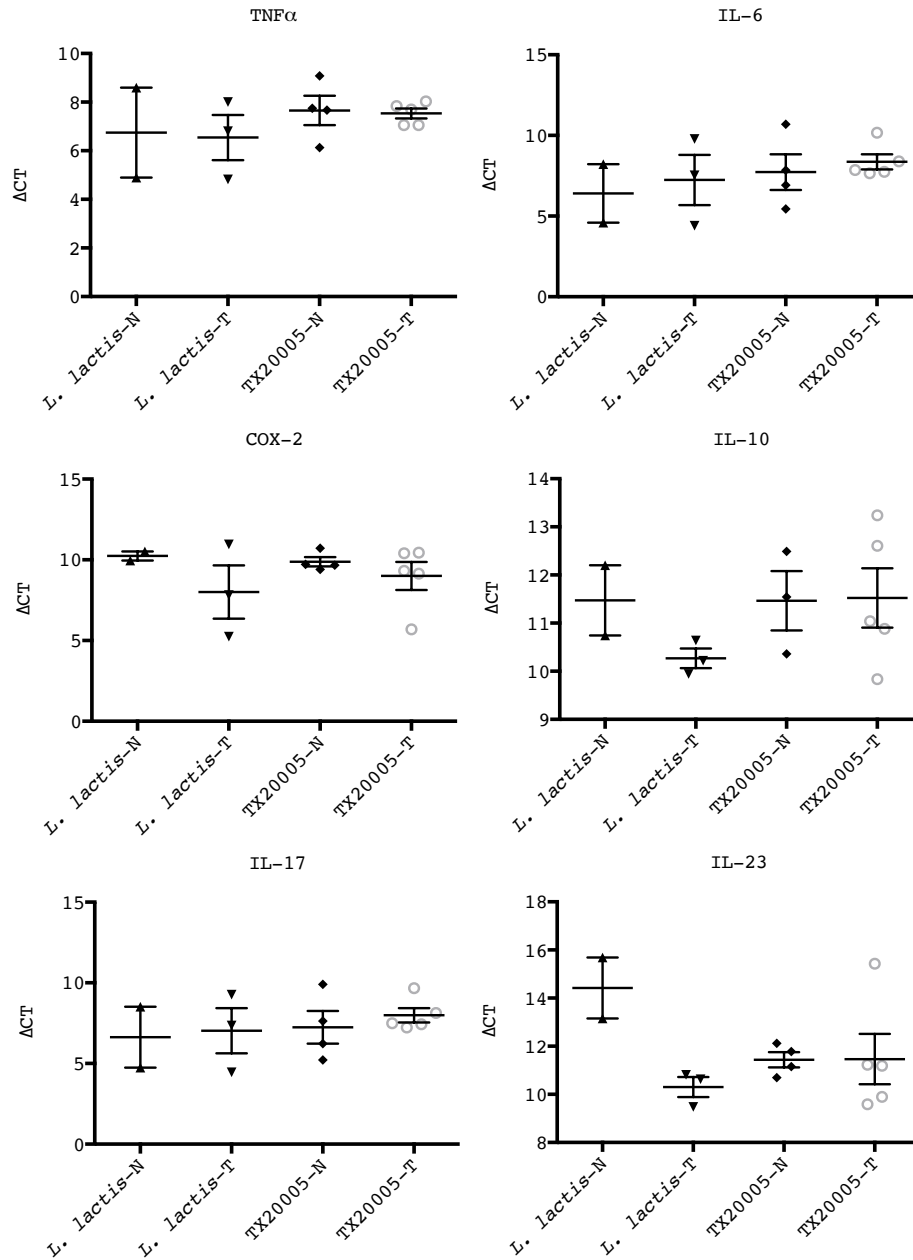 TNFα
10
8
6
4
2
0
ΔCT
L. lactis–N
L. lactis–T
TX20005–N
TX20005–T
IL–6
15
10
5
0
ΔCT
L. lactis–N
L. lactis–T
TX20005–N
TX20005–T
COX–2
15
10
5
0
ΔCT
L. lactis–N
L. lactis–T
TX20005–N
TX20005–T
IL–10
14
13
12
11
10
9
ΔCT
L. lactis–N
L. lactis–T
TX20005–N
TX20005–T
IL–17
15
10
5
0
ΔCT
L. lactis–N
L. lactis–T
TX20005–N
TX20005–T
IL–23
18
16
14
12
10
8
ΔCT
L. lactis–N
L. lactis–T
TX20005–N
TX20005–T